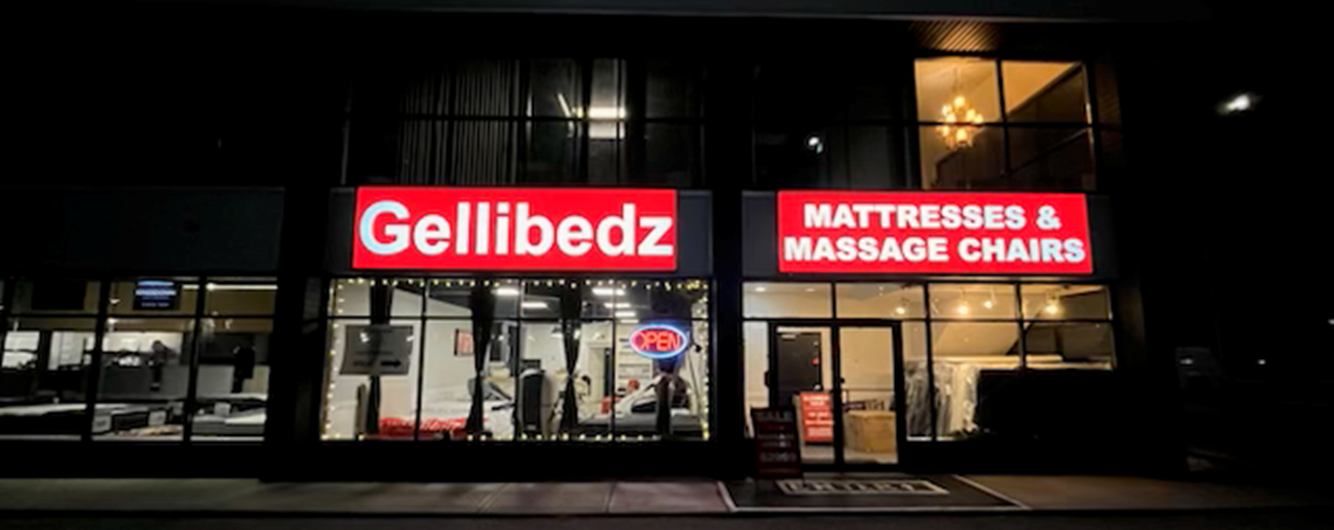 Gellibedz
MATTRESSES &
MASSAGE CHAIRS
OPEN
SALE